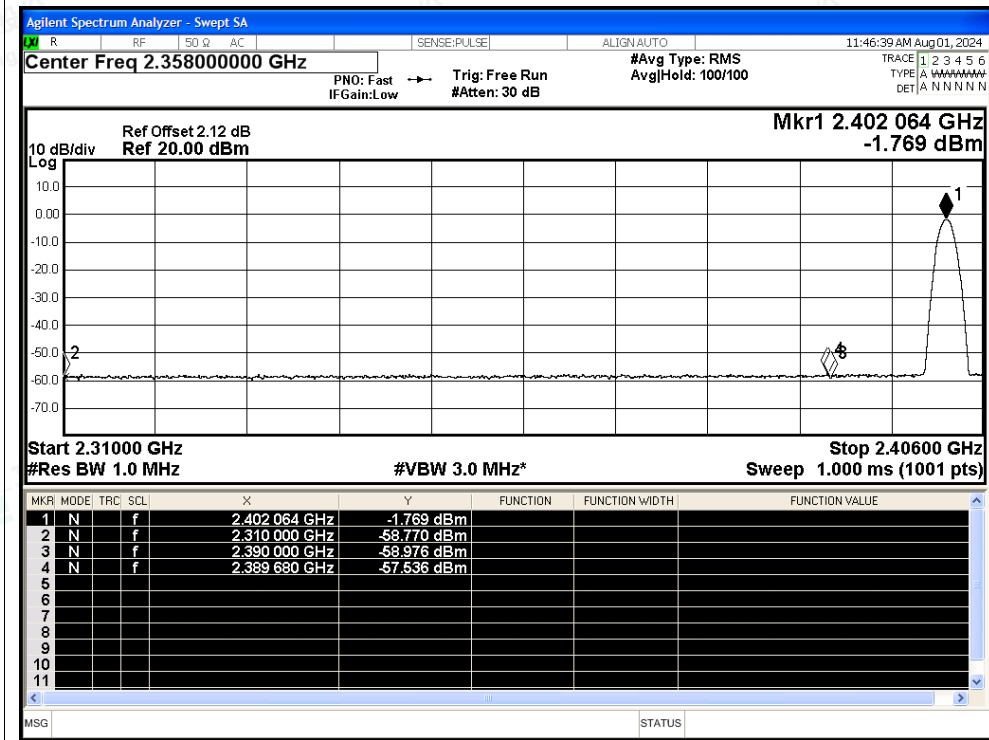 Agilent Spectrum Analyzer - Swept SA
LXI R RF 50 Ω AC SENSE:PULSE ALIGN AUTO 11:46:39 AM Aug 01, 2024
Center Freq 2.358000000 GHz
PNO: Fast Trig: Free Run
IFGain:Low #Atten: 30 dB
#Avg Type: RMS
Avg|Hold: 100/100
TRACE 1 2 3 4 5 6
TYPE A WWWWW
DET A N N N N N
Ref Offset 2.12 dB
10 dB/div Ref 20.00 dBm
Log
Mkr1 2.402 064 GHz
-1.769 dBm
10.0
0.00
-10.0
-20.0
-30.0
-40.0
-50.0
-60.0
-70.0
1
2
Start 2.31000 GHz Stop 2.40600 GHz
#Res BW 1.0 MHz #VBW 3.0 MHz* Sweep 1.000 ms (1001 pts)
MKR MODE TRC SCL X Y FUNCTION FUNCTION WIDTH FUNCTION VALUE
1 N f 2.402 064 GHz -1.769 dBm
2 N f 2.310 000 GHz -58.770 dBm
3 N f 2.390 000 GHz -58.976 dBm
4 N f 2.389 680 GHz -57.536 dBm
5
6
7
8
9
10
11
MSG STATUS